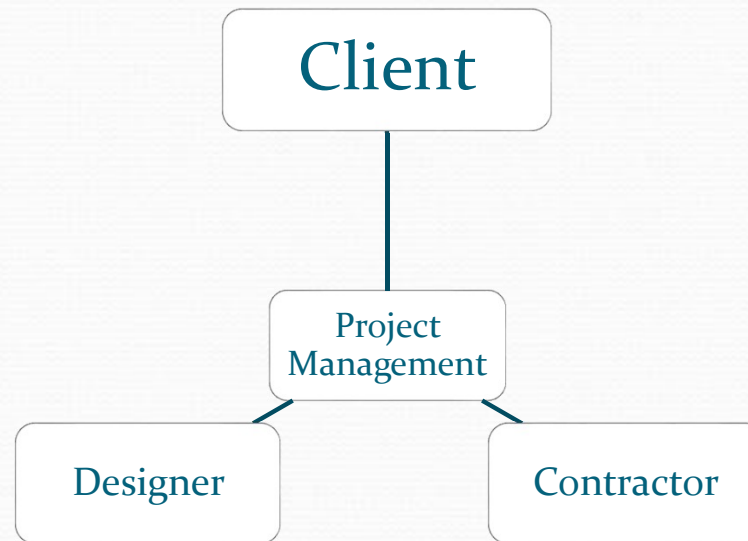 Client
Project
Management
Designer
Contractor